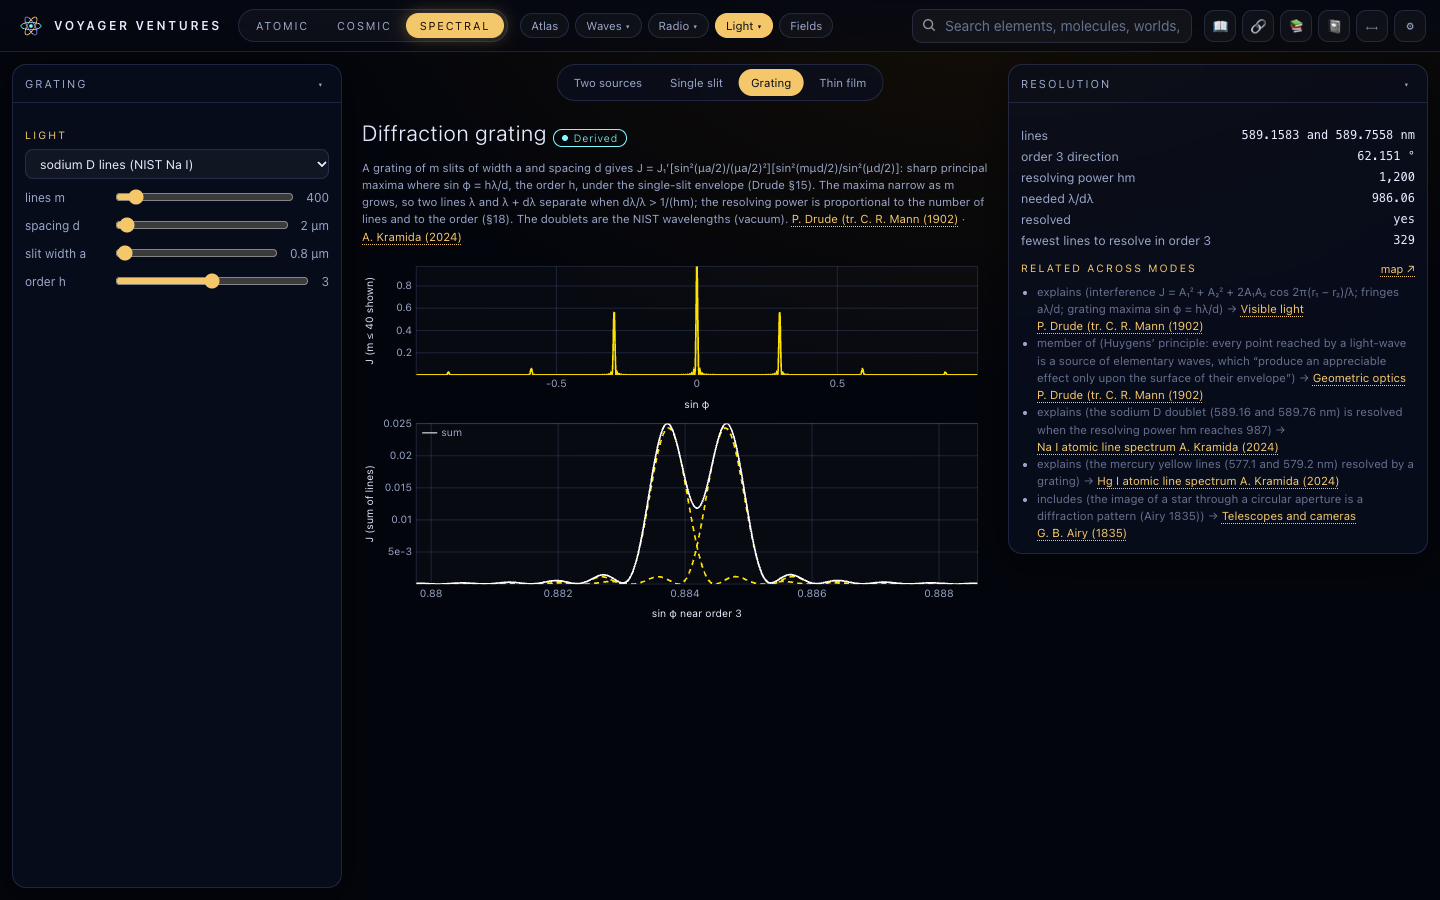 VOYAGER VENTURES
ATOMIC COSMIC SPECTRAL
Atlas Waves ▾ Radio ▾ Light ▾ Fields
Search elements, molecules, worlds,
GRATING ▾
LIGHT
sodium D lines (NIST Na I)
lines m 400
spacing d 2 µm
slit width a 0.8 µm
order h 3
Two sources Single slit Grating Thin film
Diffraction grating Derived
A grating of m slits of width a and spacing d gives J = J₁'[sin²(µa/2)/(µa/2)²][sin²(mµd/2)/sin²(µd/2)]: sharp principal
maxima where sin ϕ = hλ/d, the order h, under the single-slit envelope (Drude §15). The maxima narrow as m
grows, so two lines λ and λ + dλ separate when dλ/λ > 1/(hm); the resolving power is proportional to the number of
lines and to the order (§18). The doublets are the NIST wavelengths (vacuum). P. Drude (tr. C. R. Mann (1902) ·
A. Kramida (2024)
J (m ≤ 40 shown)
0.8
0.6
0.4
0.2
-0.5 0 0.5
sin ϕ
J (sum of lines)
sum
0.025
0.02
0.015
0.01
5e-3
0.88 0.882 0.884 0.886 0.888
sin ϕ near order 3
RESOLUTION ▾
lines 589.1583 and 589.7558 nm
order 3 direction 62.151 °
resolving power hm 1,200
needed λ/dλ 986.06
resolved yes
fewest lines to resolve in order 3 329
RELATED ACROSS MODES map ↗
• explains (interference J = A₁² + A₂² + 2A₁A₂ cos 2π(r₁ − r₂)/λ; fringes
aλ/d; grating maxima sin ϕ = hλ/d) → Visible light
P. Drude (tr. C. R. Mann (1902)
• member of (Huygens' principle: every point reached by a light-wave
is a source of elementary waves, which “produce an appreciable
effect only upon the surface of their envelope”) → Geometric optics
P. Drude (tr. C. R. Mann (1902)
• explains (the sodium D doublet (589.16 and 589.76 nm) is resolved
when the resolving power hm reaches 987) →
Na I atomic line spectrum A. Kramida (2024)
• explains (the mercury yellow lines (577.1 and 579.2 nm) resolved by a
grating) → Hg I atomic line spectrum A. Kramida (2024)
• includes (the image of a star through a circular aperture is a
diffraction pattern (Airy 1835)) → Telescopes and cameras
G. B. Airy (1835)